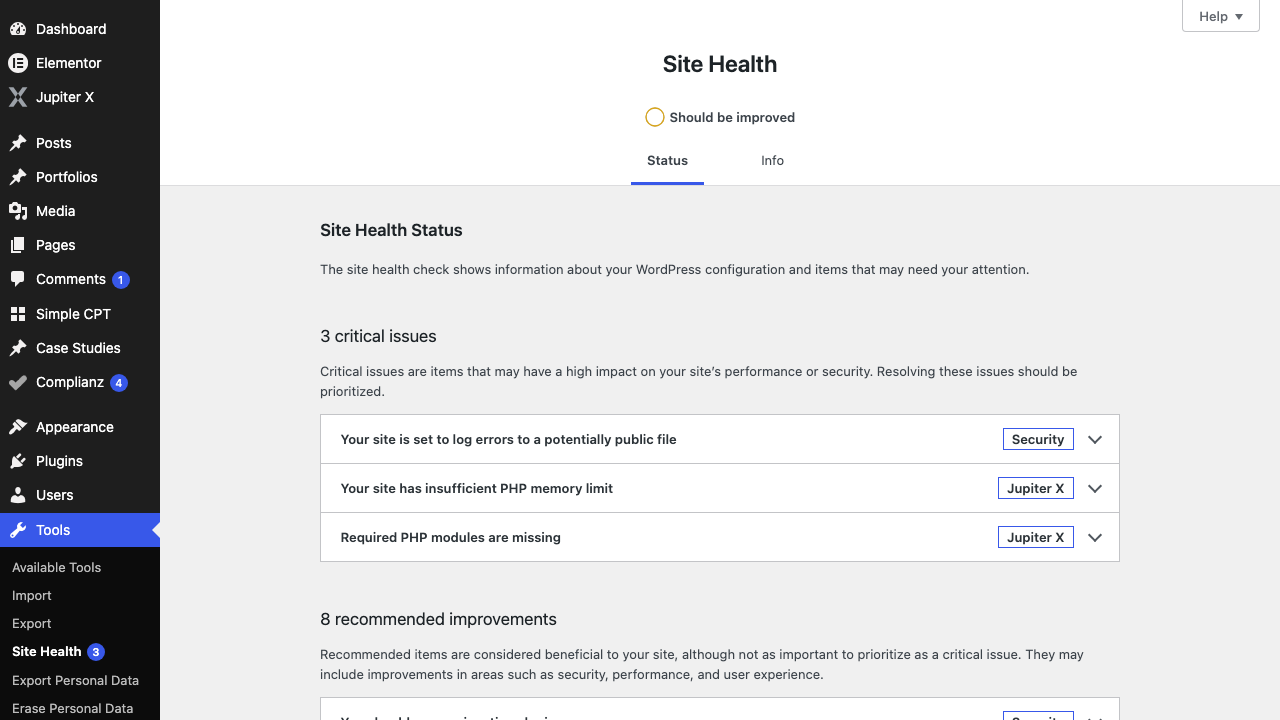 Dashboard
Elementor
Jupiter X
Posts
Portfolios
Media
Pages
Comments 1
Simple CPT
Case Studies
Complianz 4
Appearance
Plugins
Users
Tools
Available Tools
Import
Export
Site Health 3
Export Personal Data
Erase Personal Data
Help
Site Health
Should be improved
Status Info
Site Health Status
The site health check shows information about your WordPress configuration and items that may need your attention.
3 critical issues
Critical issues are items that may have a high impact on your site's performance or security. Resolving these issues should be
prioritized.
Your site is set to log errors to a potentially public file Security
Your site has insufficient PHP memory limit Jupiter X
Required PHP modules are missing Jupiter X
8 recommended improvements
Recommended items are considered beneficial to your site, although not as important to prioritize as a critical issue. They may
include improvements in areas such as security, performance, and user experience.